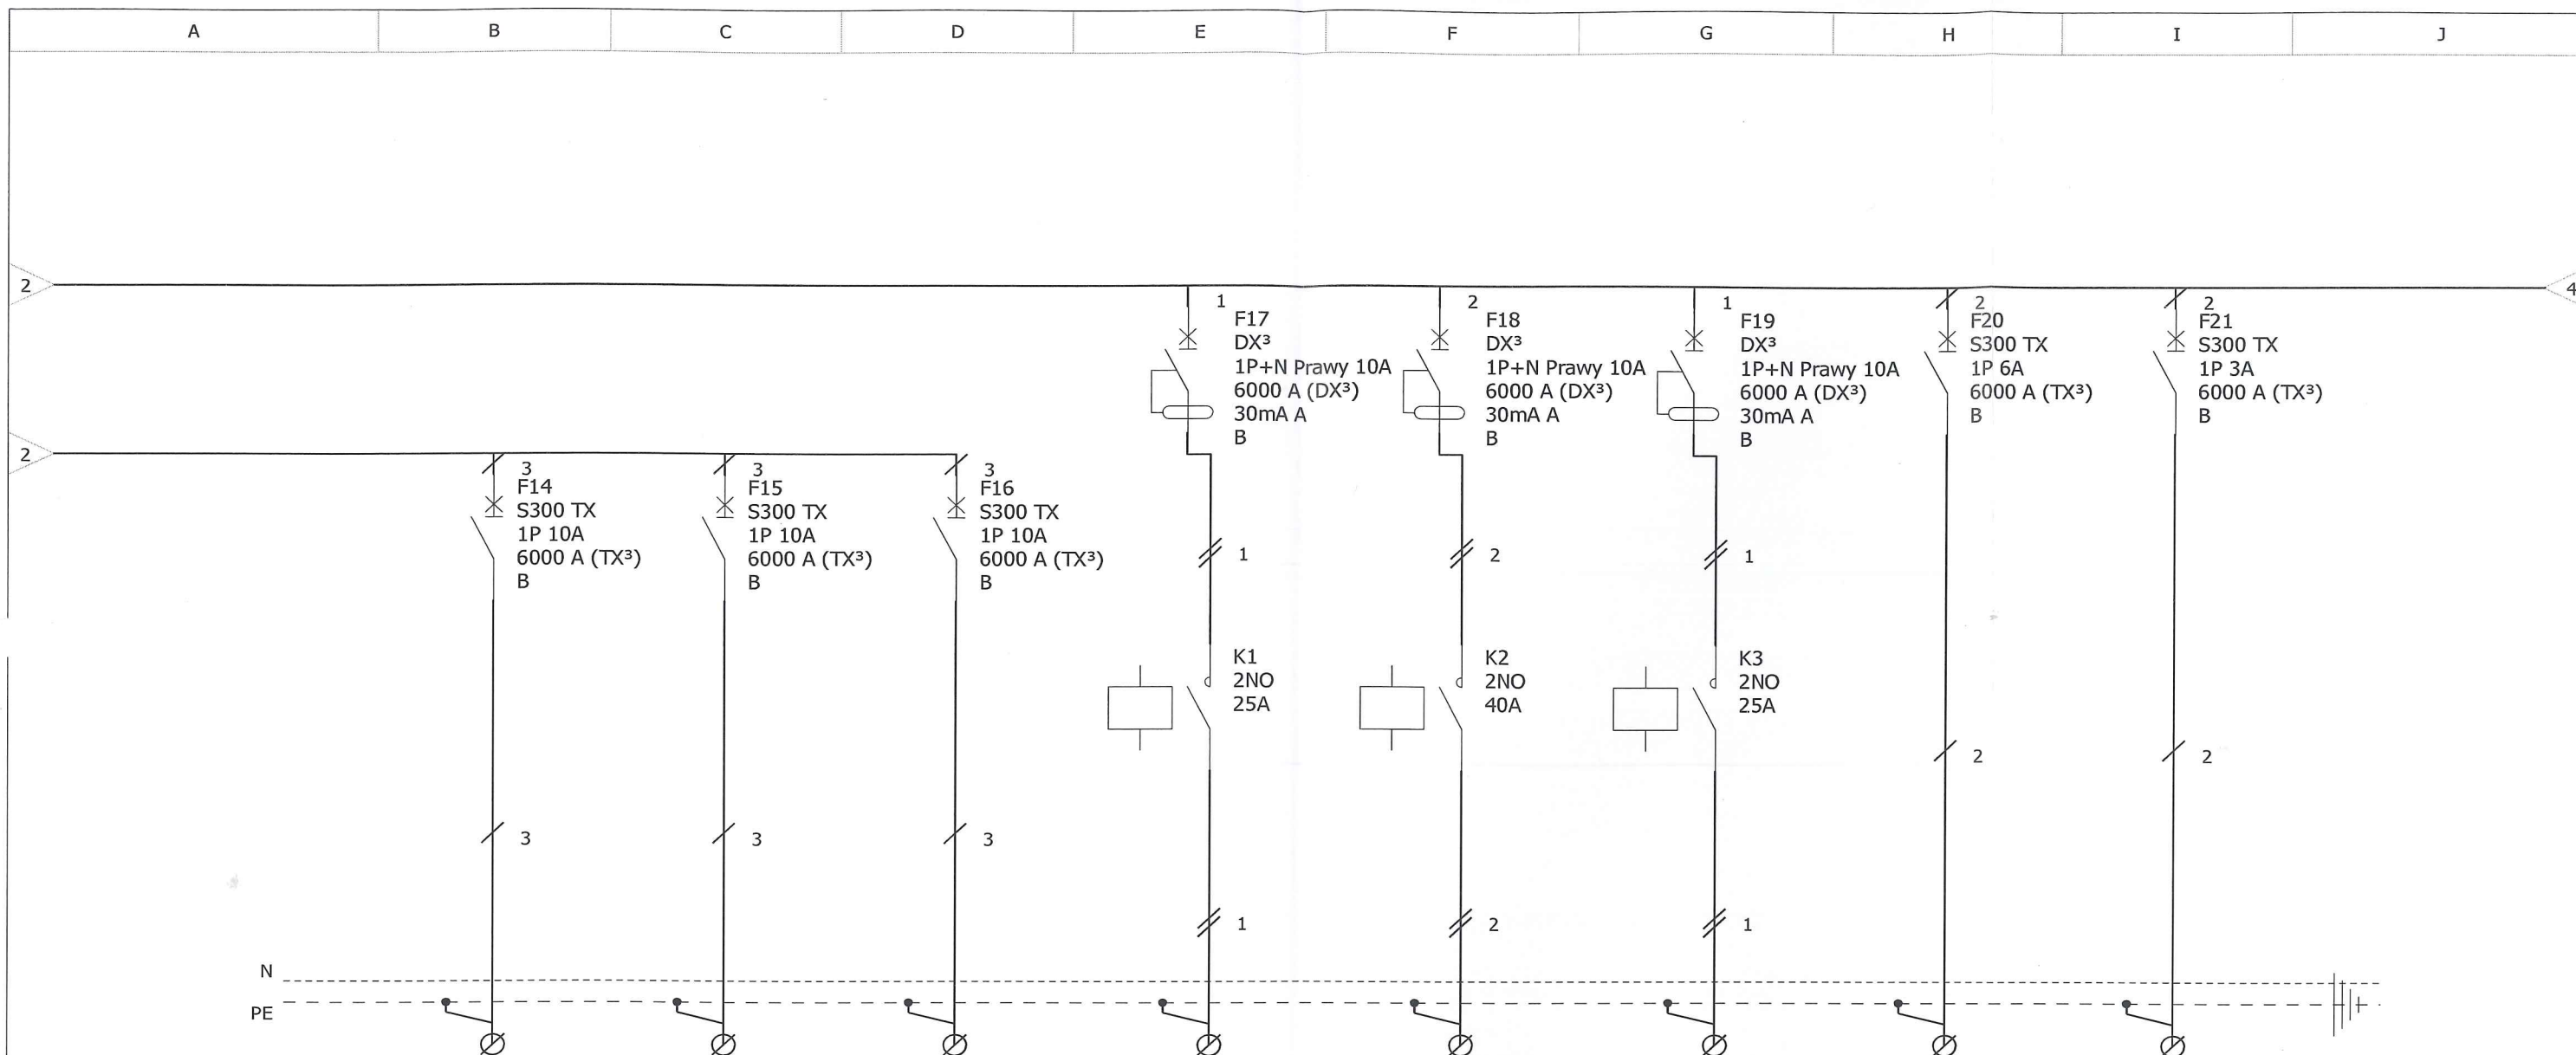 A B C D E F G H I J
2 4
1
F17
DX³
1P+N Prawy 10A
6000 A (DX³)
30mA A
B
2
F18
DX³
1P+N Prawy 10A
6000 A (DX³)
30mA A
B
1
F19
DX³
1P+N Prawy 10A
6000 A (DX³)
30mA A
B
2
F20
S300 TX
1P 6A
6000 A (TX³)
B
2
F21
S300 TX
1P 3A
6000 A (TX³)
B
2
3
F14
S300 TX
1P 10A
6000 A (TX³)
B
3
F15
S300 TX
1P 10A
6000 A (TX³)
B
3
F16
S300 TX
1P 10A
6000 A (TX³)
B
1 2 1
K1
2NO
25A
K2
2NO
40A
K3
2NO
25A
2 2
3 3 3
1 2 1
N
PE